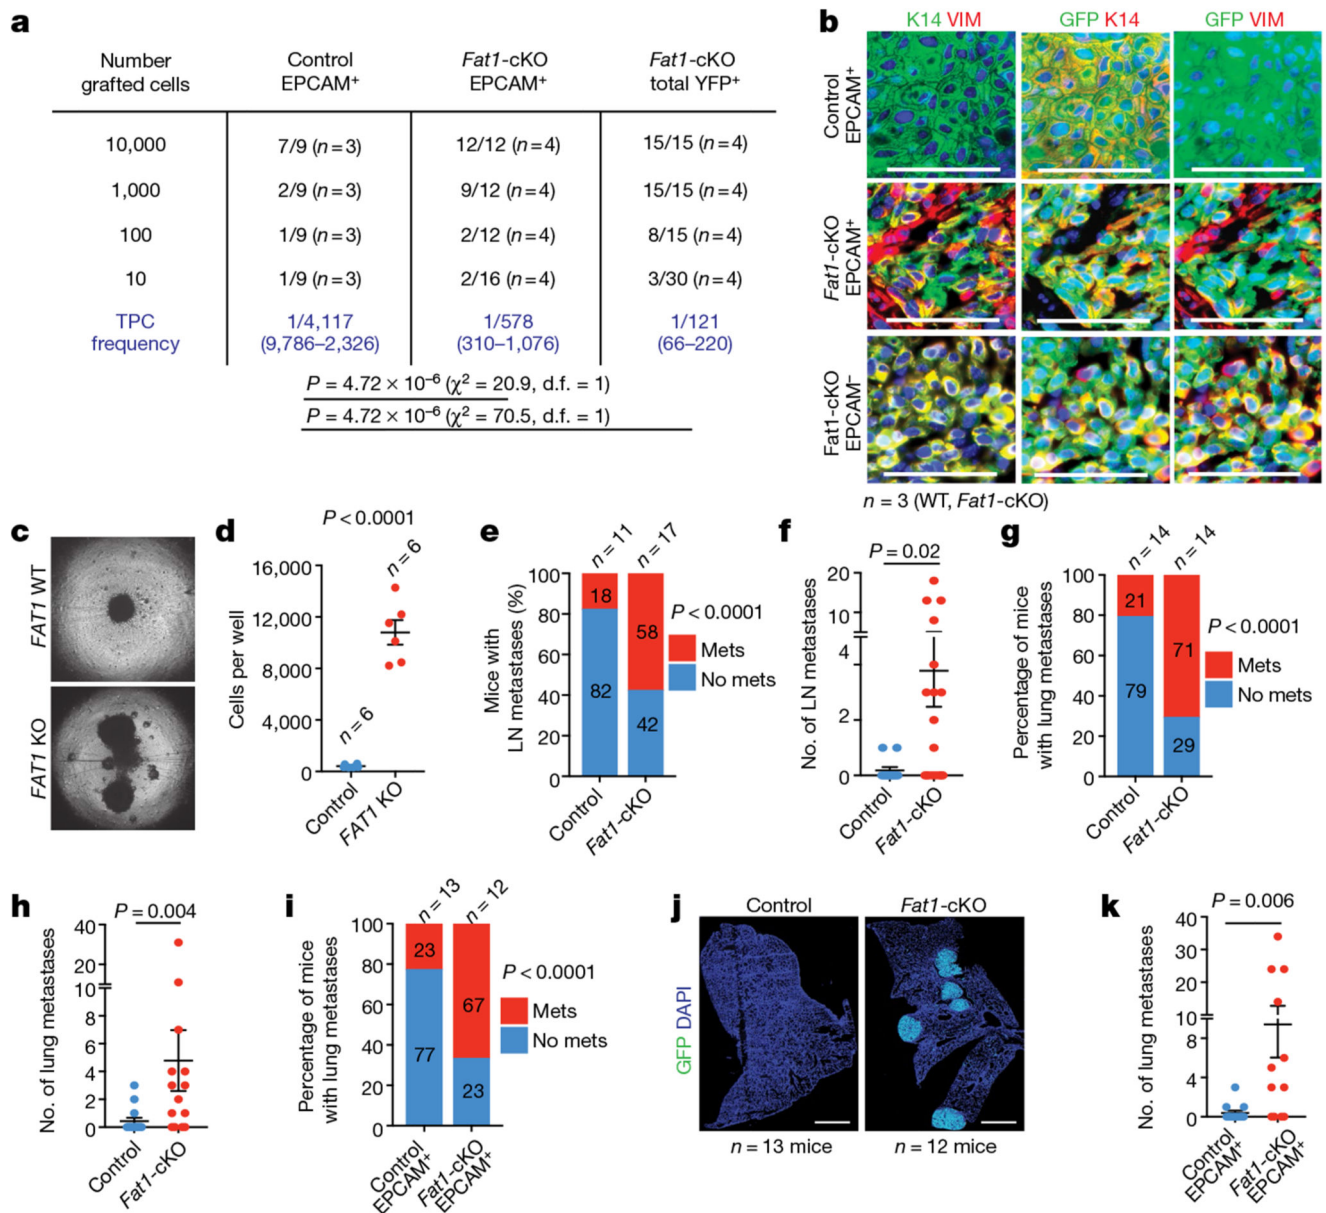 a
Number grafted cells
Control EPCAM⁺
Fat1-cKO EPCAM⁺
Fat1-cKO total YFP⁺
10,000 7/9 (n = 3) 12/12 (n = 4) 15/15 (n = 4)
1,000 2/9 (n = 3) 9/12 (n = 4) 15/15 (n = 4)
100 1/9 (n = 3) 2/12 (n = 4) 8/15 (n = 4)
10 1/9 (n = 3) 2/16 (n = 4) 3/30 (n = 4)
TPC frequency
1/4,117 (9,786–2,326)
1/578 (310–1,076)
1/121 (66–220)
P = 4.72 × 10⁻⁶ (χ² = 20.9, d.f. = 1)
P = 4.72 × 10⁻⁶ (χ² = 70.5, d.f. = 1)
b
K14 VIM
GFP K14
GFP VIM
Control EPCAM⁺
Fat1-cKO EPCAM⁺
Fat1-cKO EPCAM⁻
n = 3 (WT, Fat1-cKO)
c
FAT1 WT
FAT1 KO
d
P < 0.0001
n = 6
n = 6
Cells per well
16,000
12,000
8,000
4,000
0
Control
FAT1 KO
e
n = 11
n = 17
Mice with LN metastases (%)
100
80
60
40
20
0
18
82
58
42
P < 0.0001
Mets
No mets
Control
Fat1-cKO
f
P = 0.02
No. of LN metastases
20
10
4
2
0
Control
Fat1-cKO
g
n = 14
n = 14
Percentage of mice with lung metastases
100
80
60
40
20
0
21
79
71
29
P < 0.0001
Mets
No mets
Control
Fat1-cKO
h
P = 0.004
No. of lung metastases
40
20
10
8
6
4
2
0
Control
Fat1-cKO
i
n = 13
n = 12
Percentage of mice with lung metastases
100
80
60
40
20
0
23
77
67
23
P < 0.0001
Mets
No mets
Control EPCAM⁺
Fat1-cKO EPCAM⁺
j
Control
Fat1-cKO
GFP DAPI
n = 13 mice
n = 12 mice
k
P = 0.006
No. of lung metastases
40
30
20
10
8
4
0
Control EPCAM⁺
Fat1-cKO EPCAM⁺